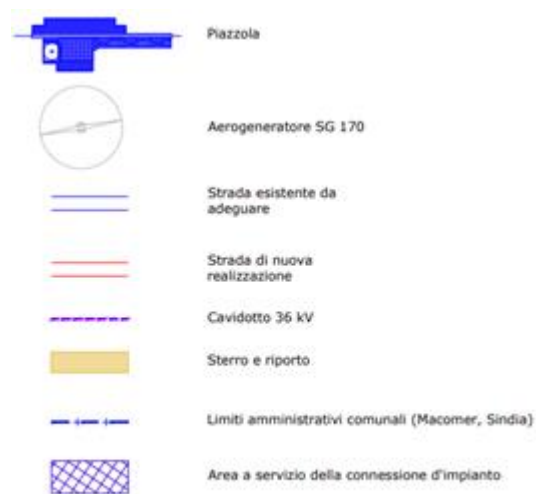 Piazzola
Aerogeneratore SG 170
Strada esistente da
adeguare
Strada di nuova
realizzazione
Cavidotto 36 kV
Sterro e riporto
Limiti amministrativi comunali (Macomer, Sindia)
Area a servizio della connessione d'impianto